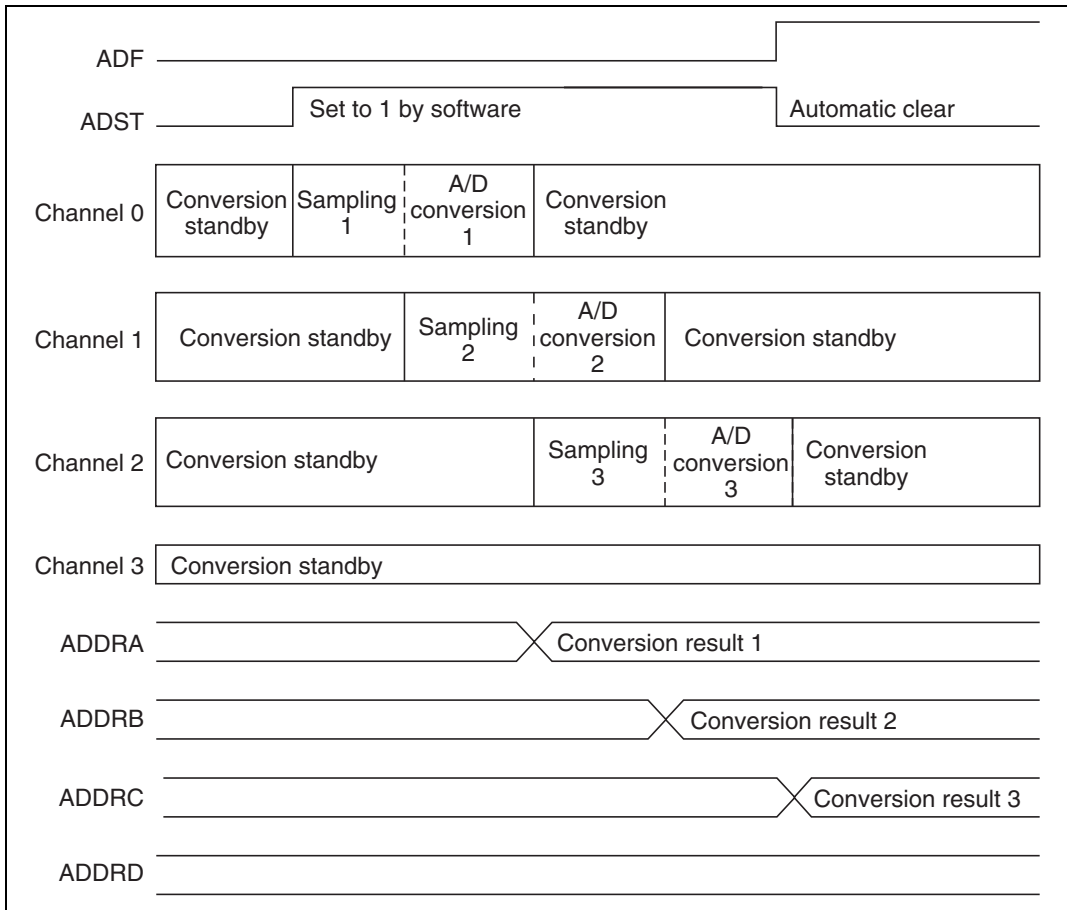 ADF
ADST
Set to 1 by software
Automatic clear
Channel 0
Conversion
standby
Sampling
1
A/D
conversion
1
Conversion
standby
Channel 1
Conversion standby
Sampling
2
A/D
conversion
2
Conversion standby
Channel 2
Conversion standby
Sampling
3
A/D
conversion
3
Conversion
standby
Channel 3
Conversion standby
ADDRA
Conversion result 1
ADDRB
Conversion result 2
ADDRC
Conversion result 3
ADDRD